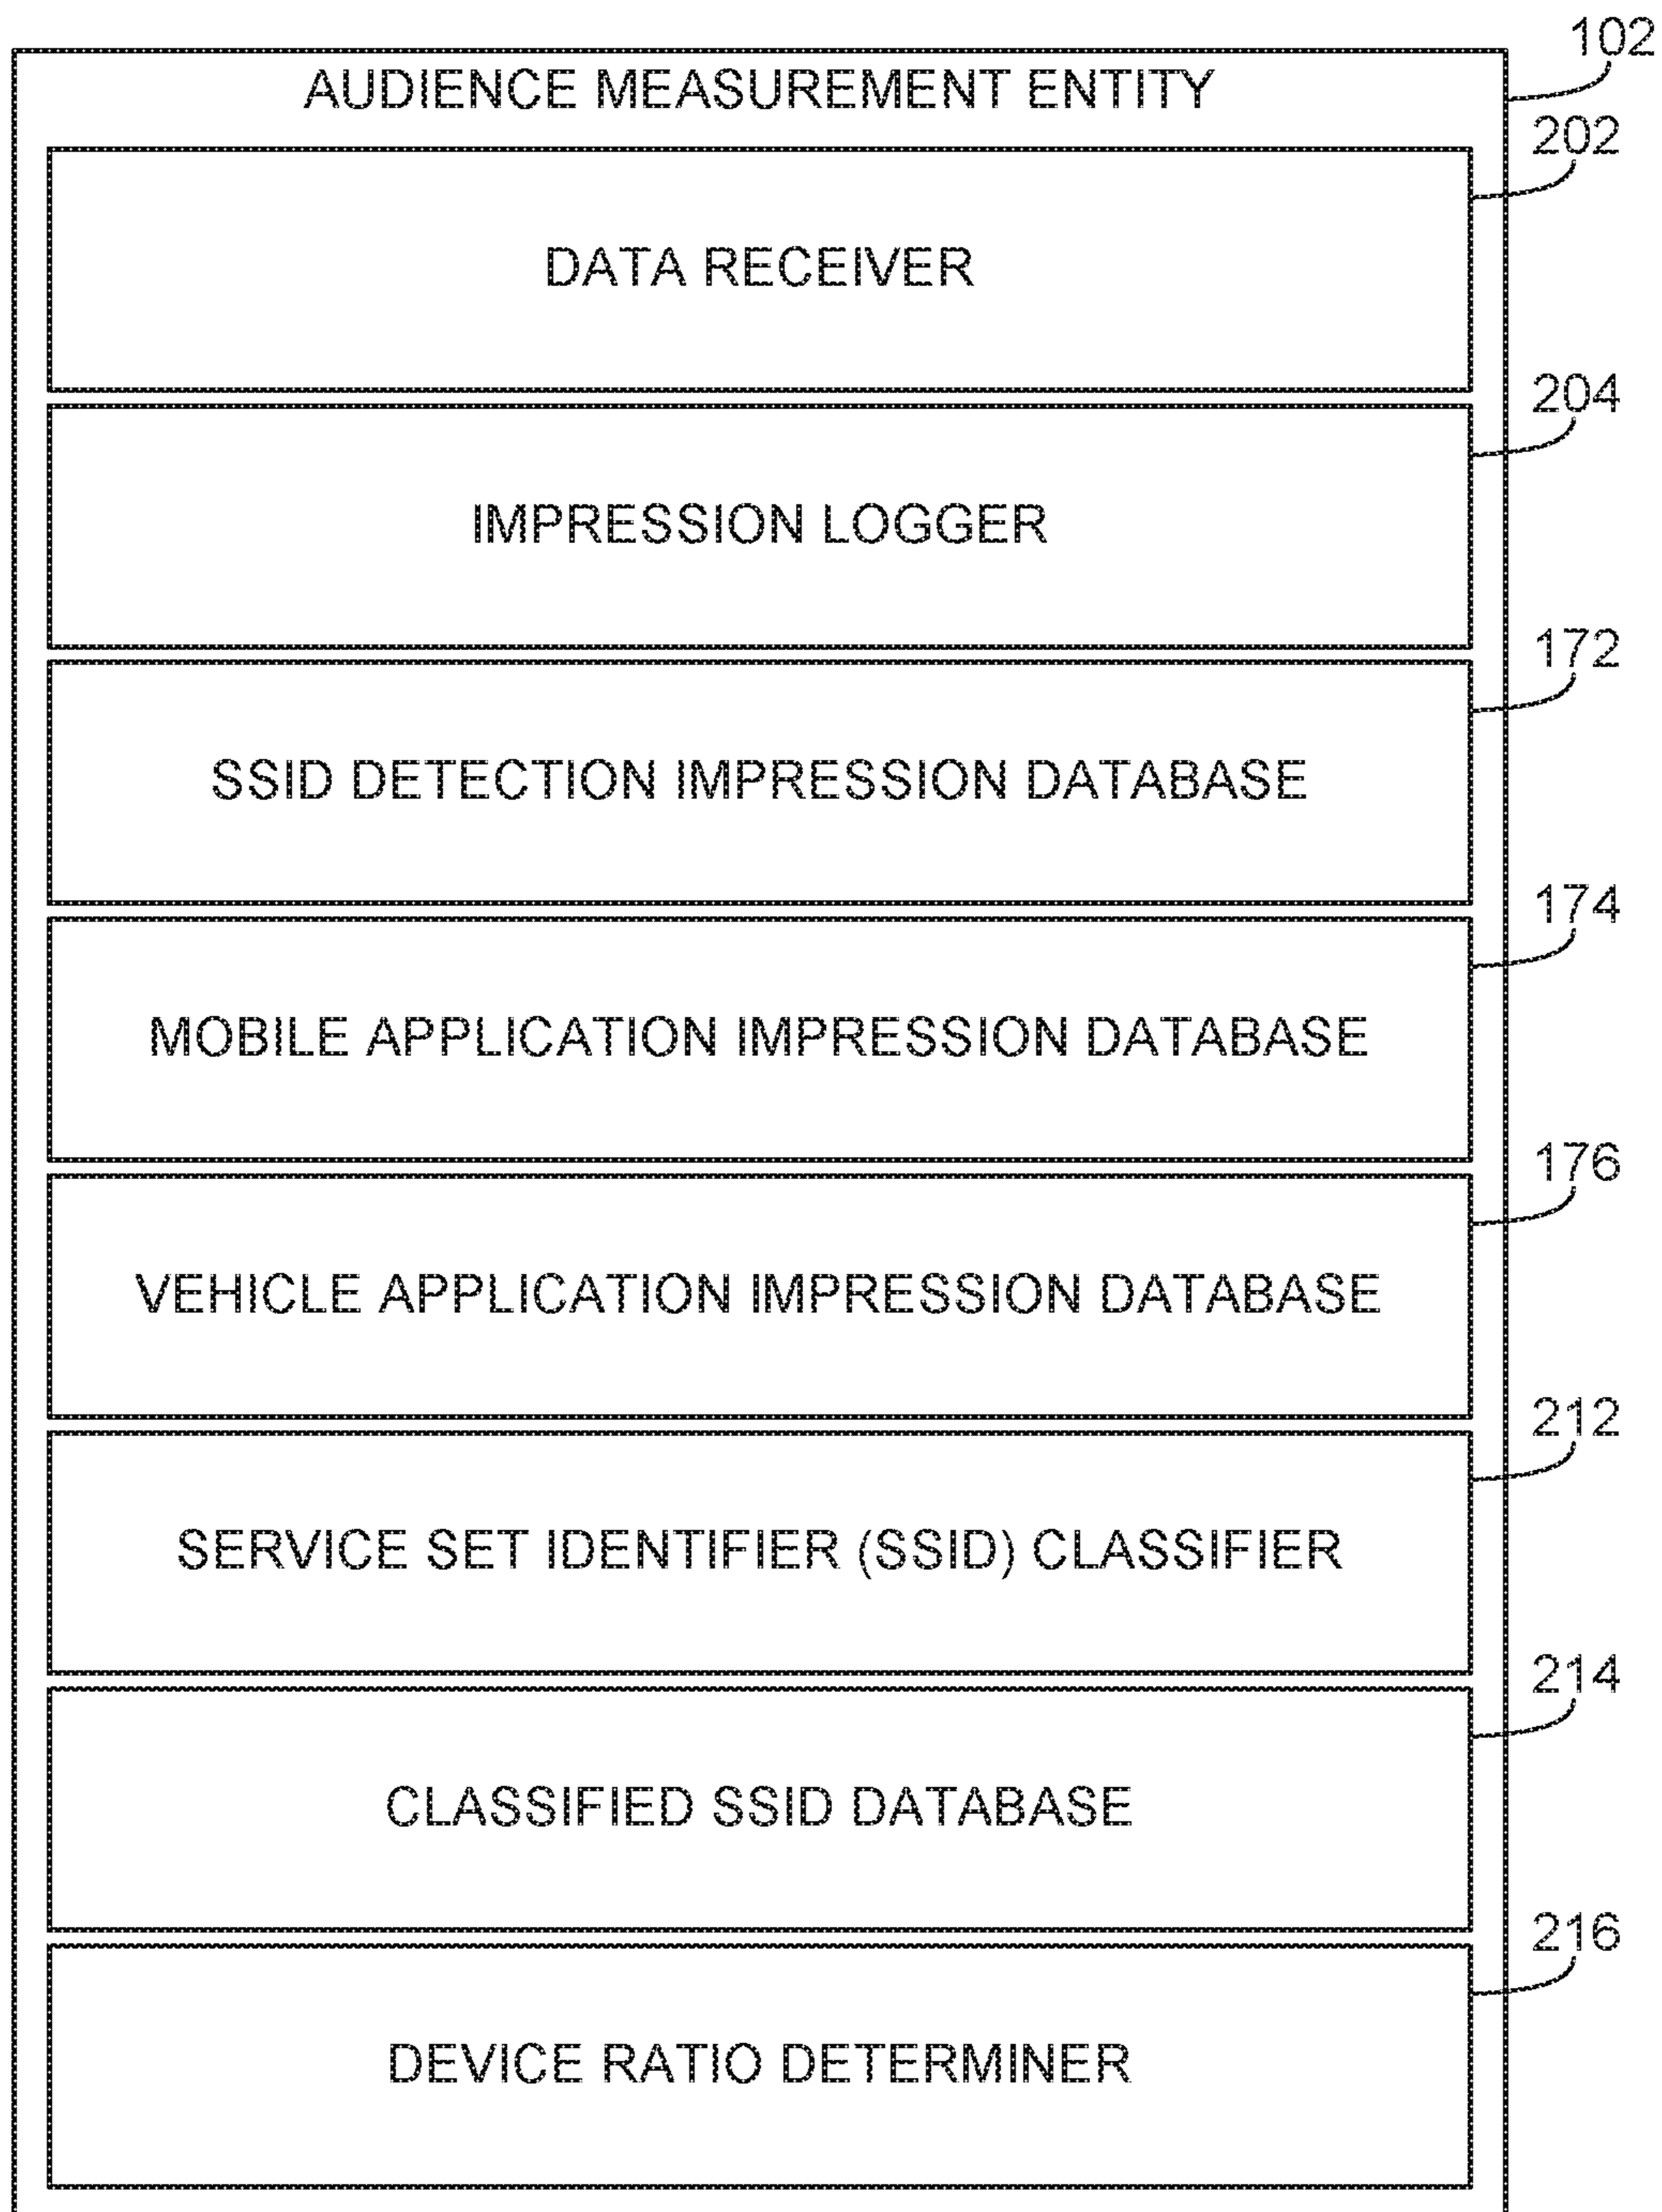 102
AUDIENCE MEASUREMENT ENTITY
202
DATA RECEIVER
204
IMPRESSION LOGGER
172
SSID DETECTION IMPRESSION DATABASE
174
MOBILE APPLICATION IMPRESSION DATABASE
176
VEHICLE APPLICATION IMPRESSION DATABASE
212
SERVICE SET IDENTIFIER (SSID) CLASSIFIER
214
CLASSIFIED SSID DATABASE
216
DEVICE RATIO DETERMINER